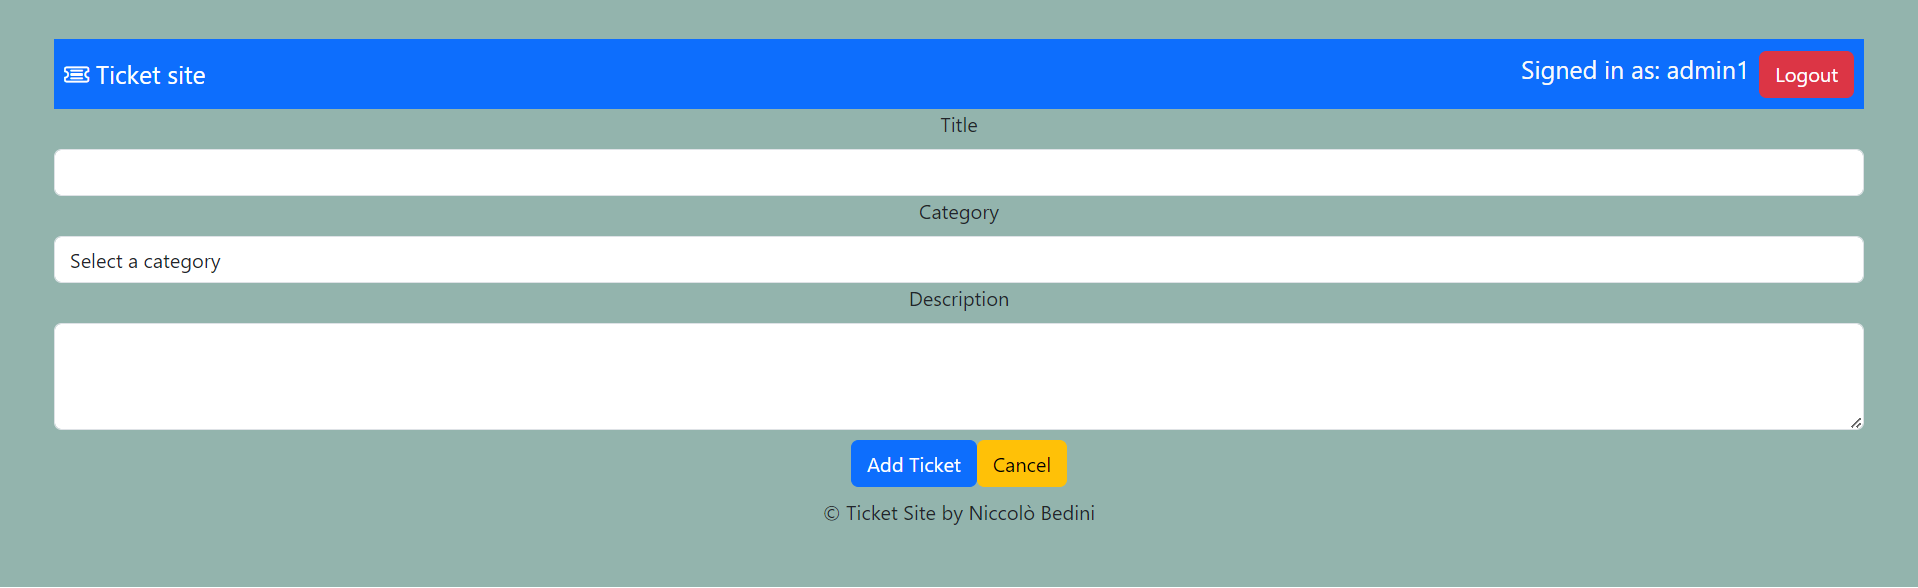 Ticket site
Signed in as: admin1
Logout
Title
Category
Select a category
Description
Add Ticket
Cancel
© Ticket Site by Niccolò Bedini